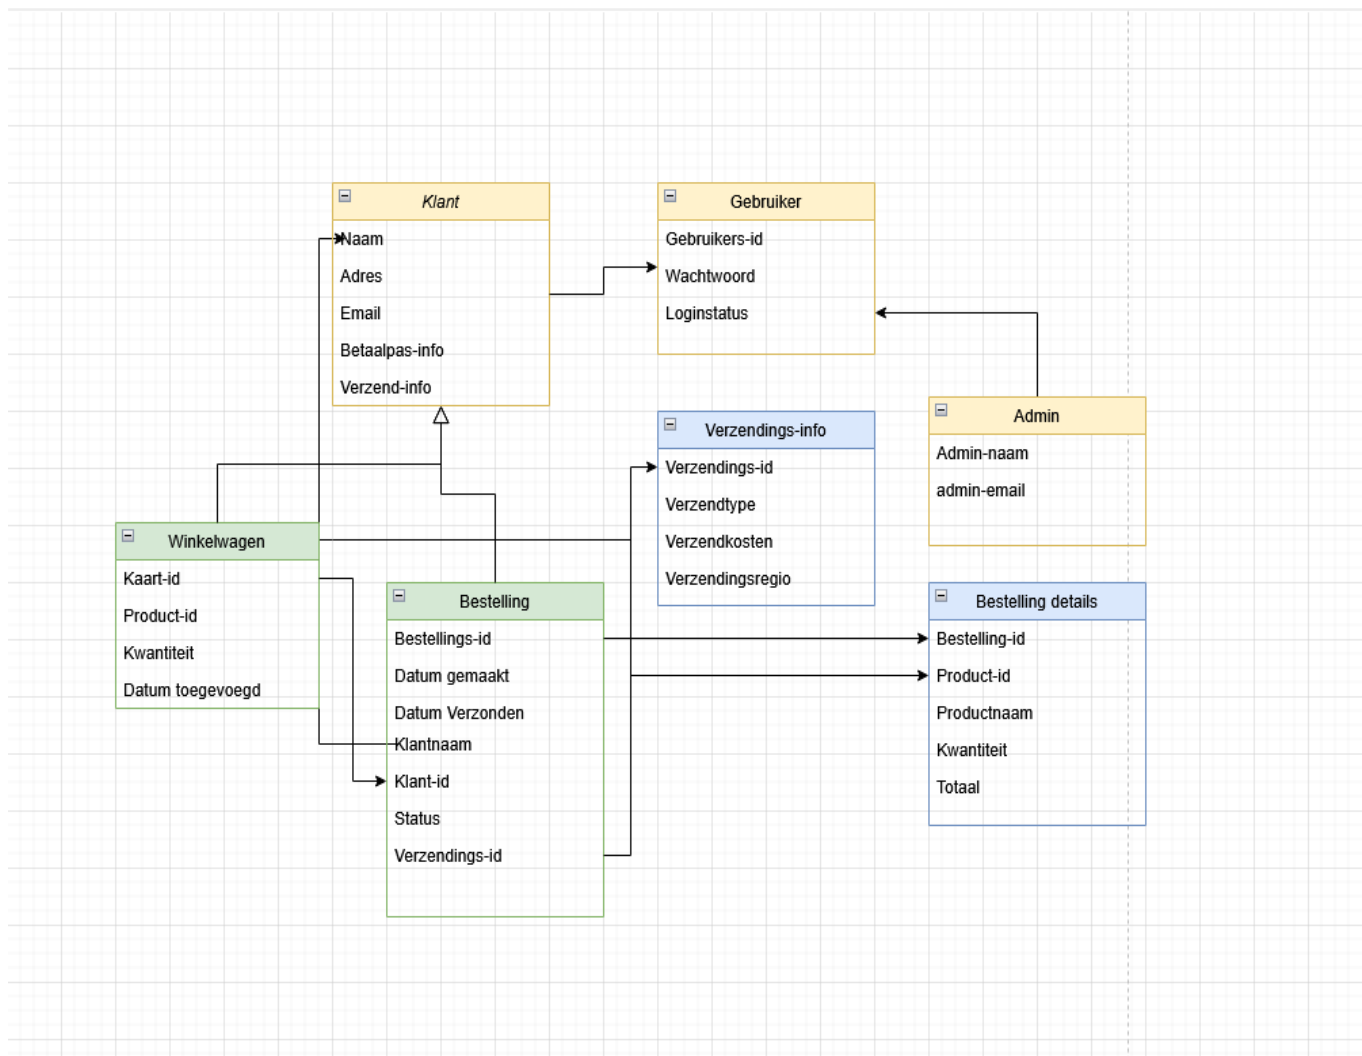 Klant
Naam
Adres
Email
Betaalpas-info
Verzend-info
Gebruiker
Gebruikers-id
Wachtwoord
Loginstatus
Admin
Admin-naam
admin-email
Verzendings-info
Verzendings-id
Verzendtype
Verzendkosten
Verzendingsregio
Winkelwagen
Kaart-id
Product-id
Kwantiteit
Datum toegevoegd
Bestelling
Bestellings-id
Datum gemaakt
Datum Verzonden
Klantnaam
Klant-id
Status
Verzendings-id
Bestelling details
Bestelling-id
Product-id
Productnaam
Kwantiteit
Totaal